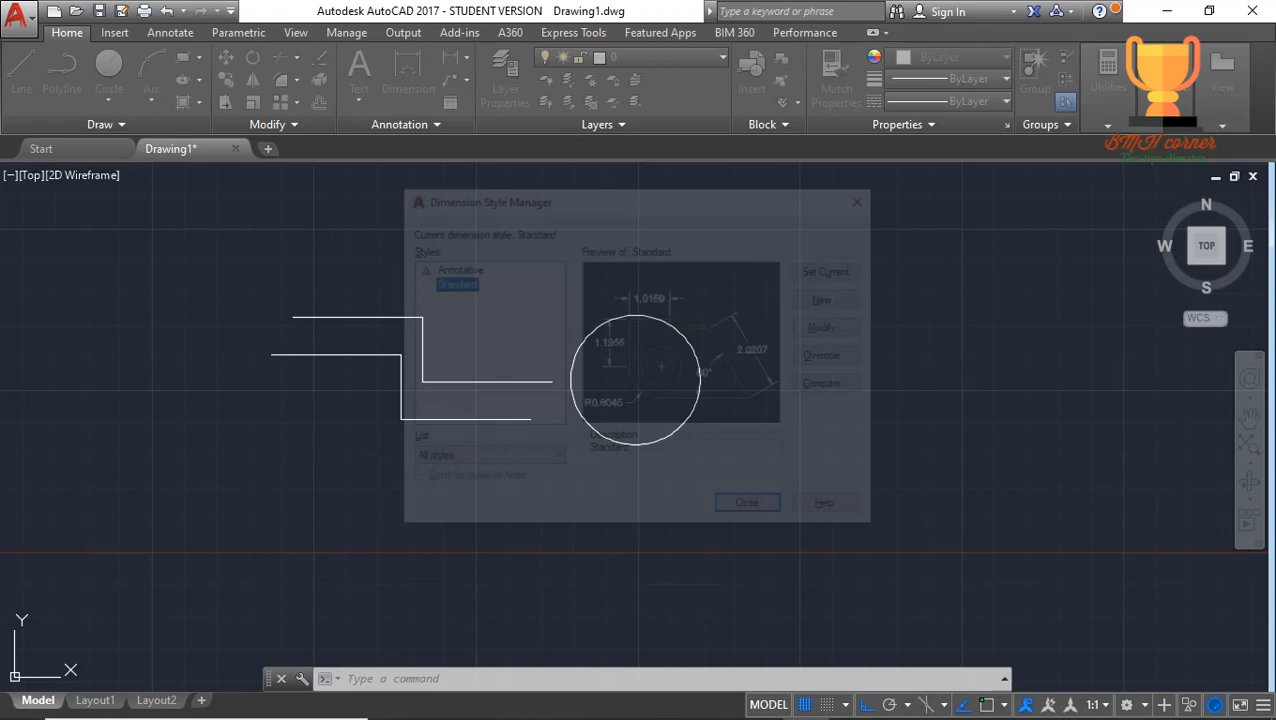 Autodesk AutoCAD 2017 - STUDENT VERSION Drawing1.dwg
Type a keyword or phrase
Sign In
Home Insert Annotate Parametric View Manage Output Add-ins A360 Express Tools Featured Apps BIM 360 Performance
Line Polyline Circle Arc
Text Dimension
Layer Properties
0
Insert
Match Properties
ByLayer
ByLayer
ByLayer
Group
Utilities
View
Draw Modify Annotation Layers Block Properties Groups
BMH corner
Start Drawing1*
[−][Top][2D Wireframe]
N
W TOP E
S
WCS
Dimension Style Manager
Current dimension style: Standard
Styles:
Annotative
Standard
Preview of: Standard
1.0159
1.1955
2.0207
60°
R0.8045
Set Current
New...
Modify...
Override...
Compare...
List:
All styles
Description
Standard
Close Help
Y
X
Type a command
Model Layout1 Layout2
MODEL 1:1